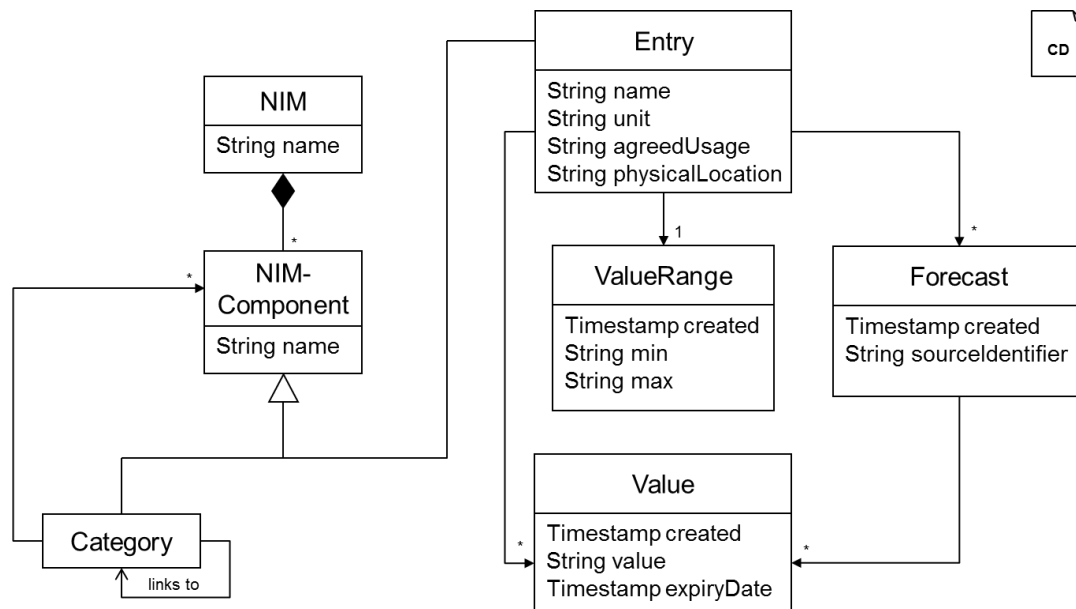 Entry
String name
String unit
String agreedUsage
String physicalLocation
CD
NIM
String name
*
NIM-
Component
String name
*
1
ValueRange
Timestamp created
String min
String max
*
Forecast
Timestamp created
String sourceIdentifier
Category
links to
*
Value
Timestamp created
String value
Timestamp expiryDate
*